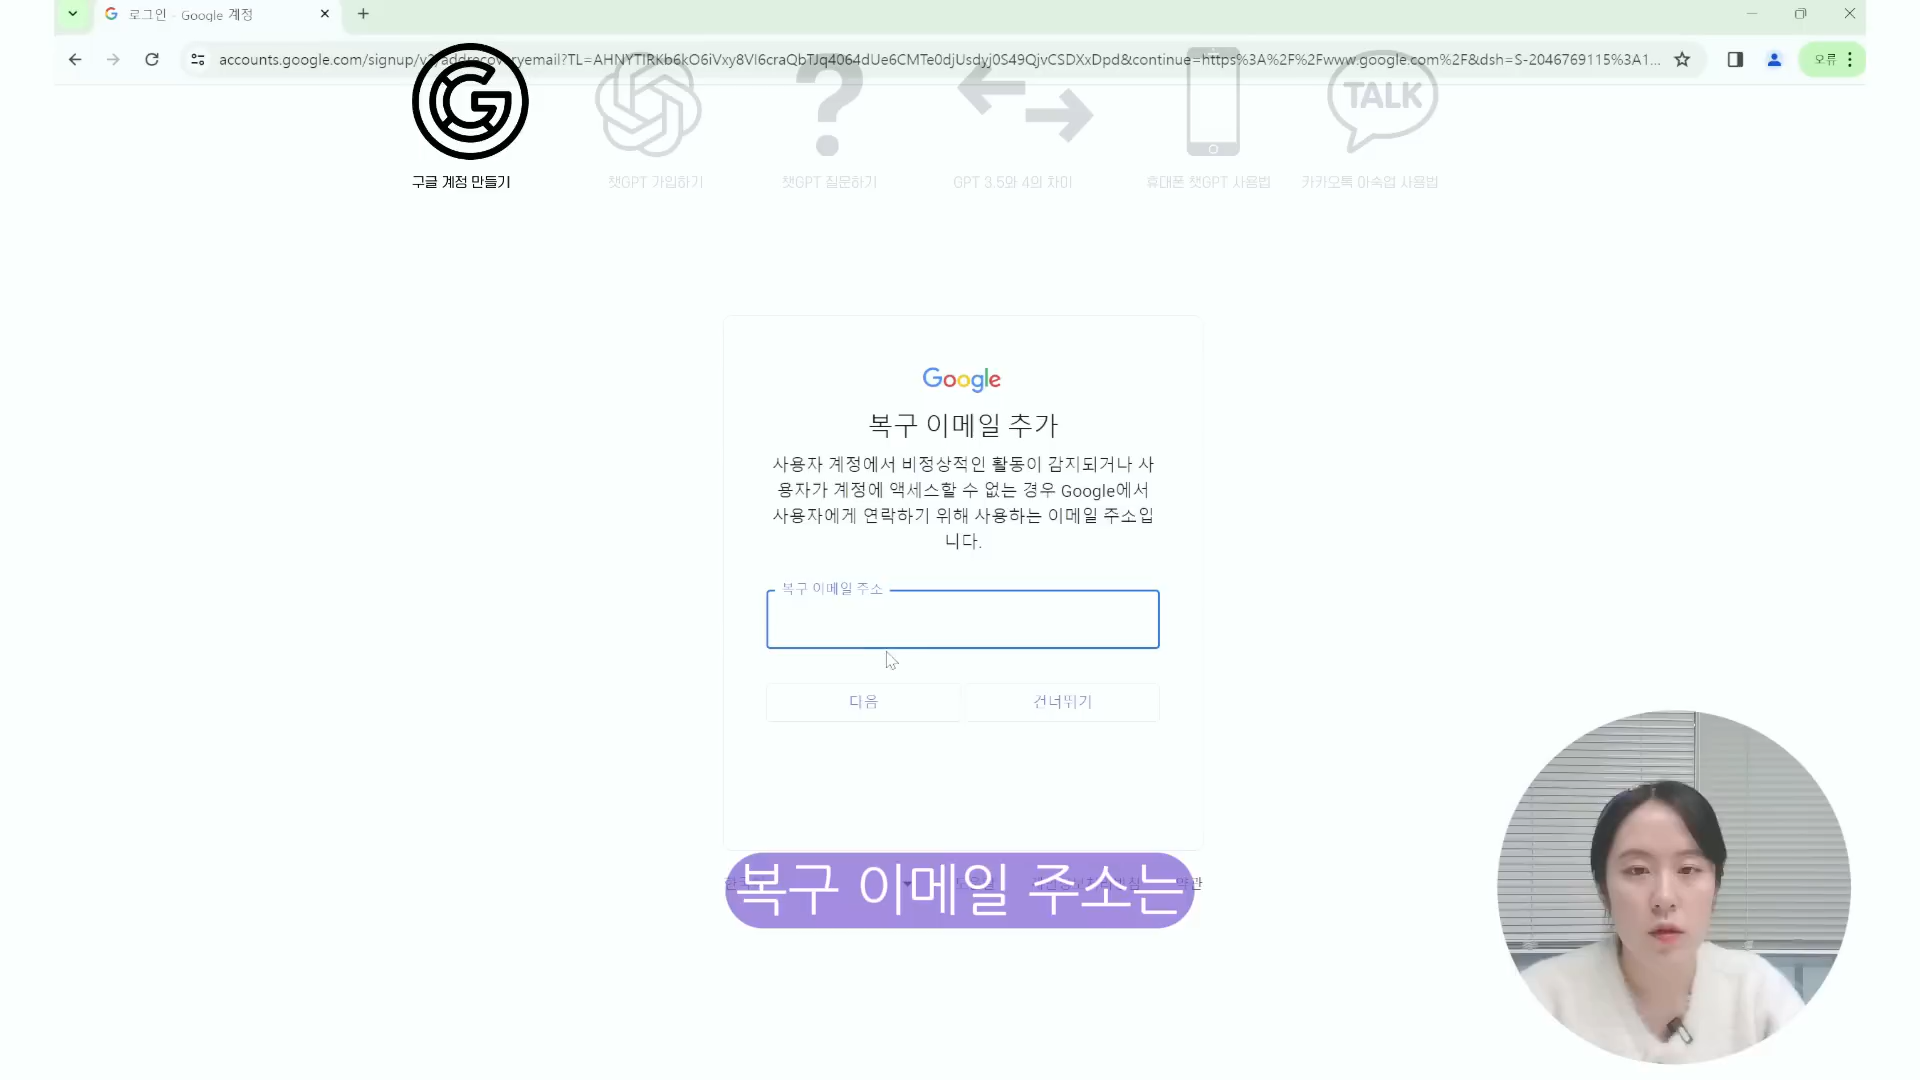 로그인 - Google 계정
accounts.google.com/signup/v2/addrecoveryemail?TL=AHNYTIRKb6kO6iVxy8VI6craQbTJq4064dUe6CMTe0djUsdyj0S49QjvCSDXxDpd&continue=https%3A%2F%2Fwww.google.com%2F&dsh=S-2046769115%3A1...
오류
TALK
구글 계정 만들기
챗GPT 가입하기
챗GPT 질문하기
GPT 3.5와 4의 차이
휴대폰 챗GPT 사용법
카카오톡 아숙업 사용법
Google
복구 이메일 추가
사용자 계정에서 비정상적인 활동이 감지되거나 사
용자가 계정에 액세스할 수 없는 경우 Google에서
사용자에게 연락하기 위해 사용하는 이메일 주소입
니다.
복구 이메일 주소
다음
건너뛰기
복구 이메일 주소는